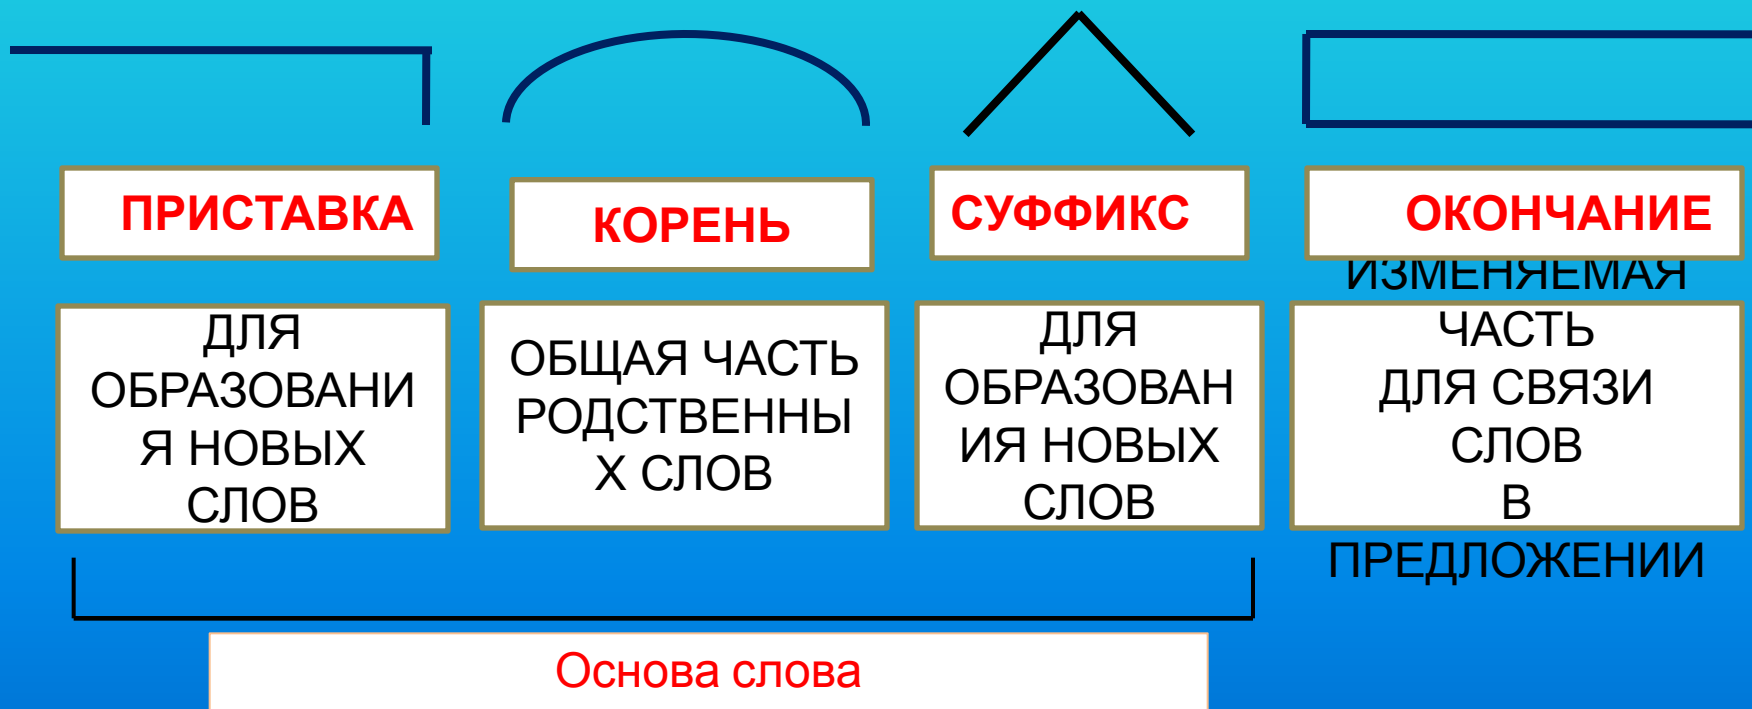 ПРИСТАВКА
КОРЕНЬ
СУФФИКС
ОКОНЧАНИЕ
ДЛЯ
ОБРАЗОВАНИ
Я НОВЫХ
СЛОВ
ОБЩАЯ ЧАСТЬ
РОДСТВЕННЫ
Х СЛОВ
ДЛЯ
ОБРАЗОВАН
ИЯ НОВЫХ
СЛОВ
ИЗМЕНЯЕМАЯ
ЧАСТЬ
ДЛЯ СВЯЗИ
СЛОВ
В
ПРЕДЛОЖЕНИИ
Основа слова